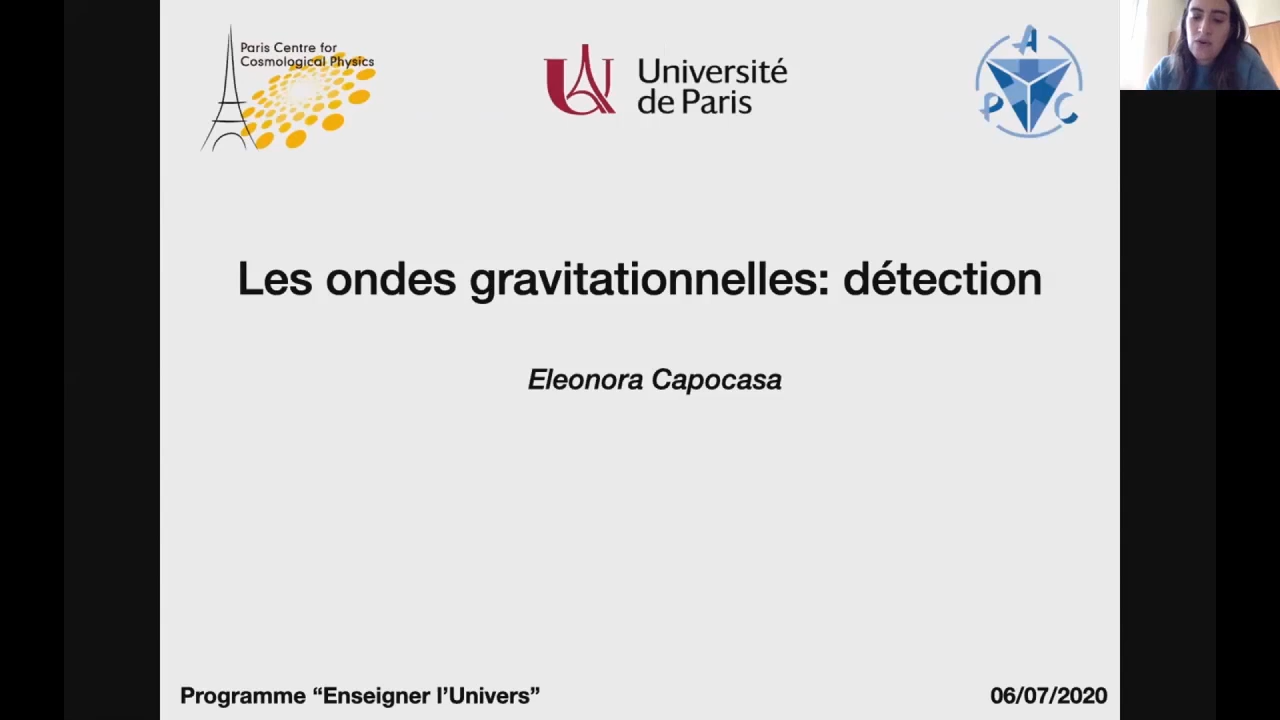 Paris Centre for
Cosmological Physics
Université
de Paris
A
P C
Les ondes gravitationnelles: détection
Eleonora Capocasa
Programme “Enseigner l’Univers”
06/07/2020